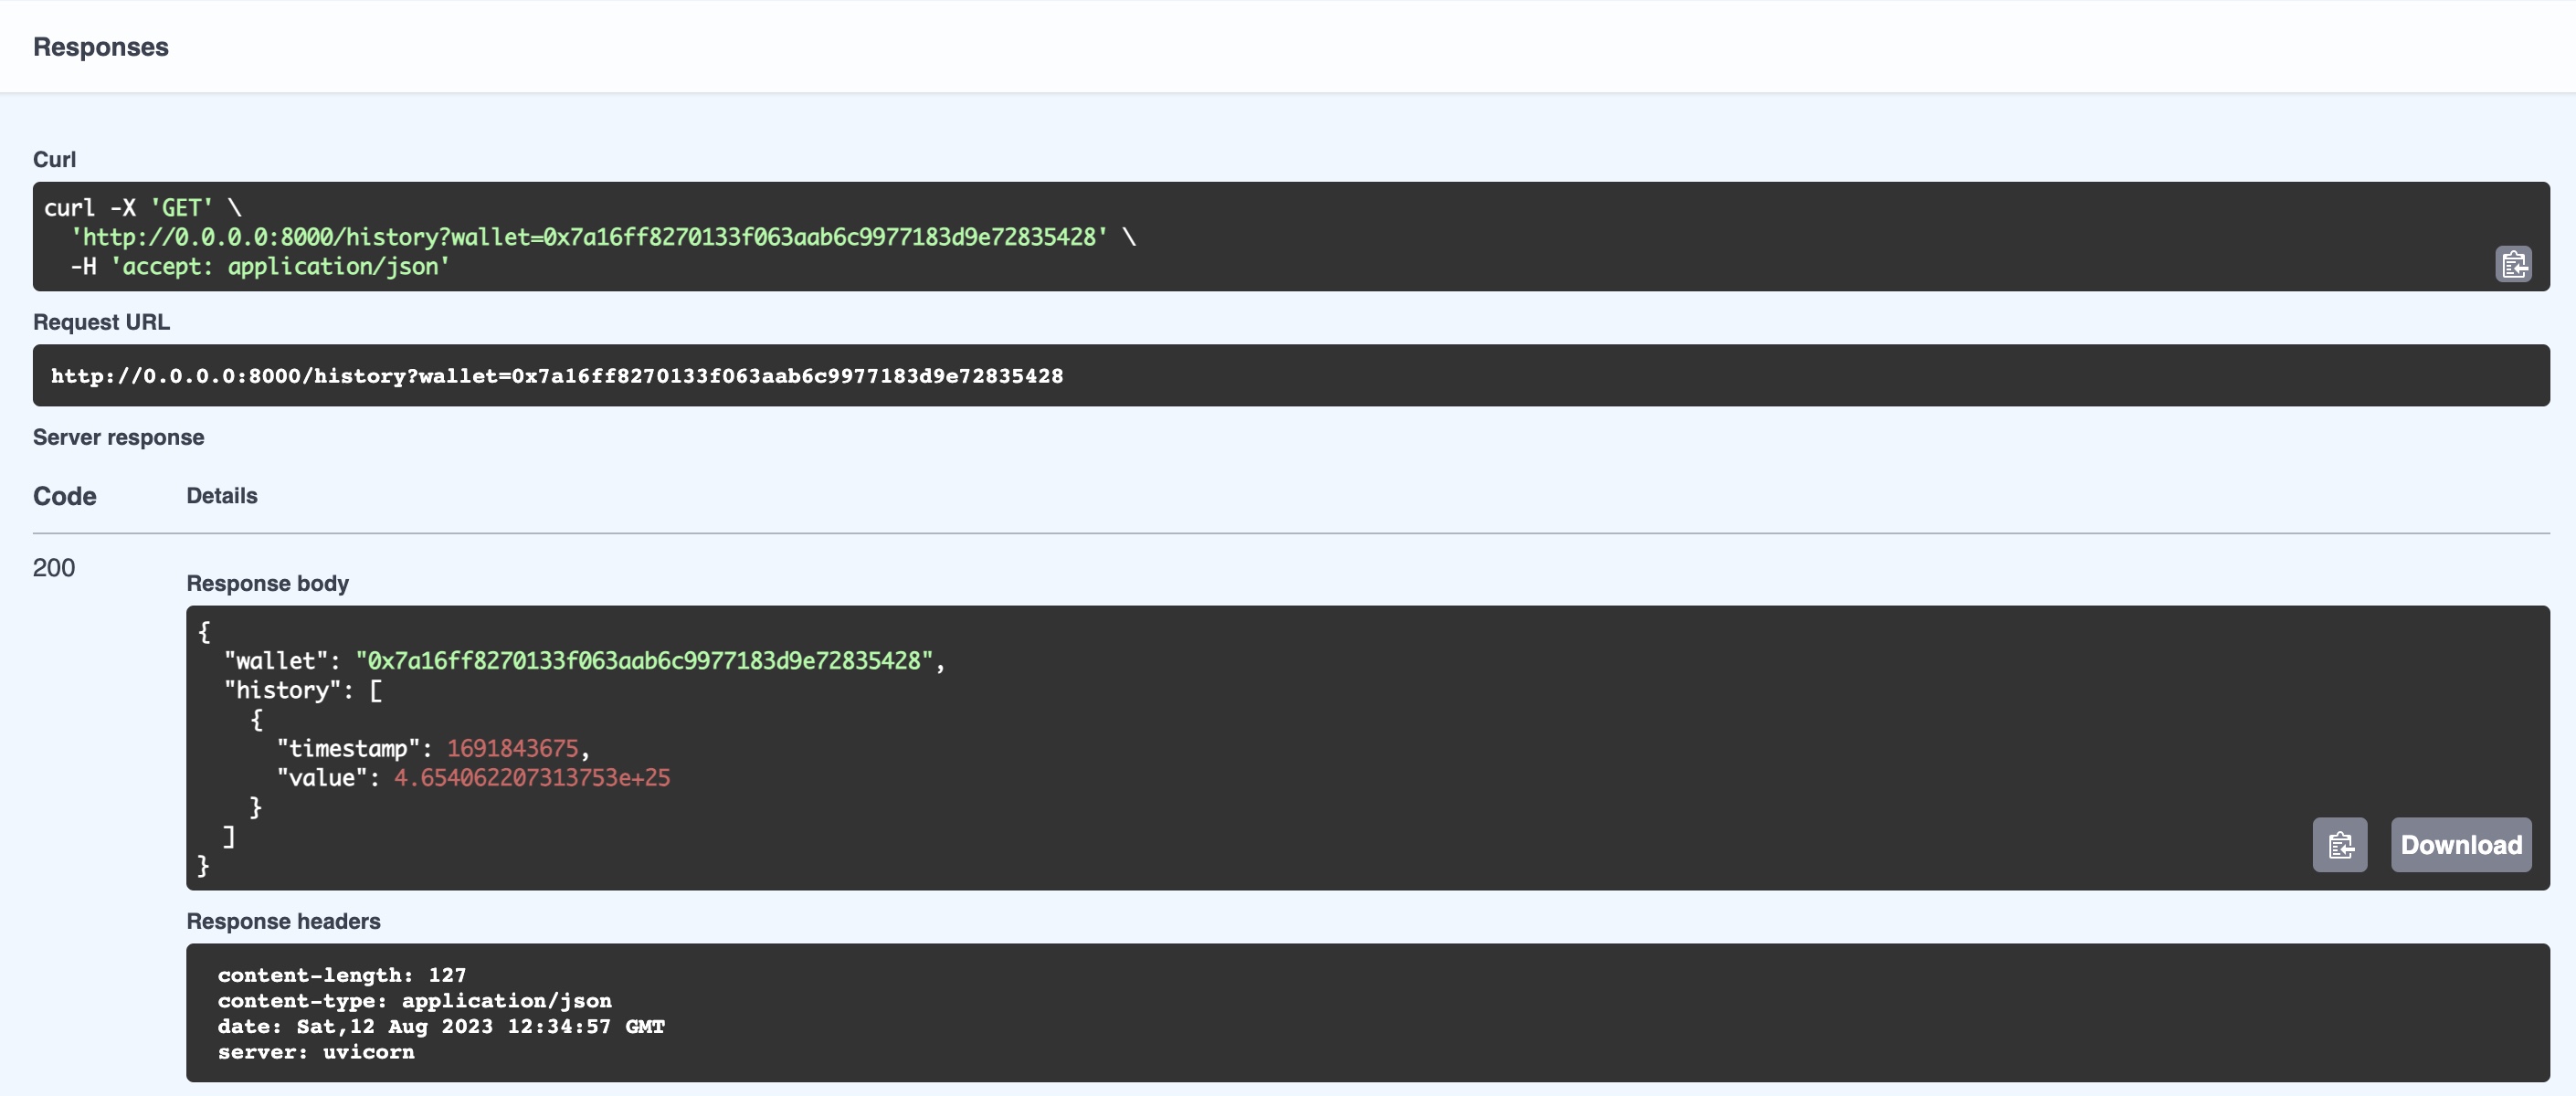 Responses
Curl
curl -X 'GET' \
  'http://0.0.0.0:8000/history?wallet=0x7a16ff8270133f063aab6c9977183d9e72835428' \
  -H 'accept: application/json'
Request URL
http://0.0.0.0:8000/history?wallet=0x7a16ff8270133f063aab6c9977183d9e72835428
Server response
Code Details
200
Response body
{
  "wallet": "0x7a16ff8270133f063aab6c9977183d9e72835428",
  "history": [
    {
      "timestamp": 1691843675,
      "value": 4.654062207313753e+25
    }
  ]
}
Download
Response headers
content-length: 127
content-type: application/json
date: Sat,12 Aug 2023 12:34:57 GMT
server: uvicorn